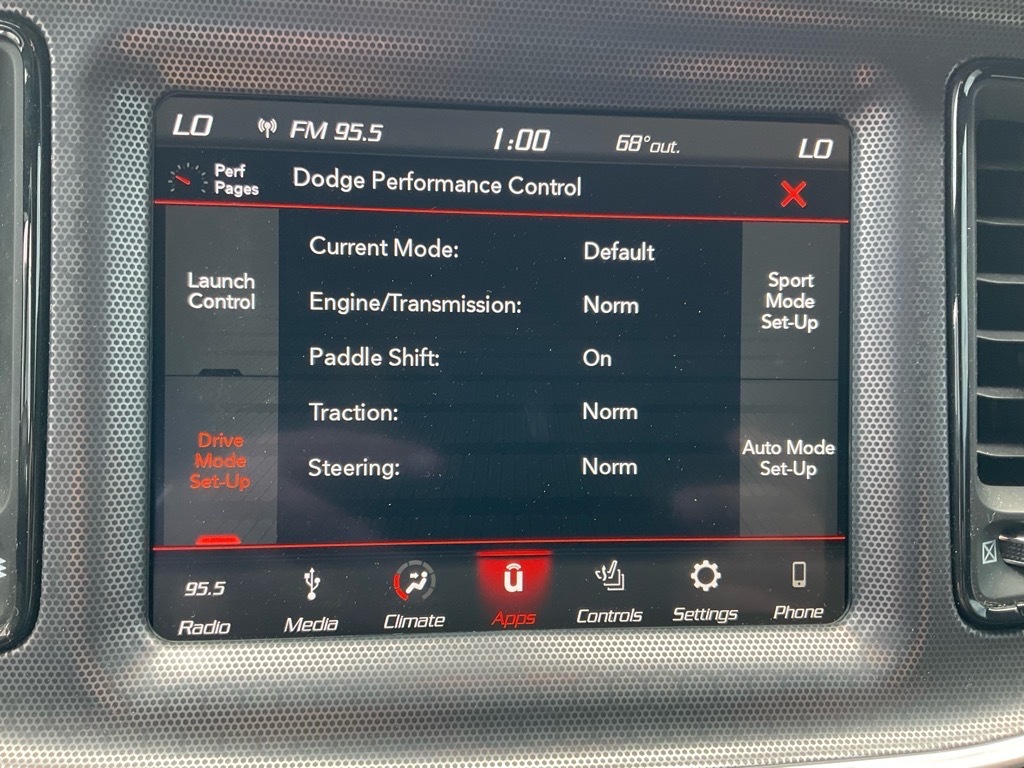 LO FM 95.5 1:00 68° out. LO
Perf
Pages
Dodge Performance Control
Launch
Control
Drive
Mode
Set-Up
Current Mode: Default
Engine/Transmission: Norm
Paddle Shift: On
Traction: Norm
Steering: Norm
Sport
Mode
Set-Up
Auto Mode
Set-Up
95.5
Radio Media Climate Apps Controls Settings Phone